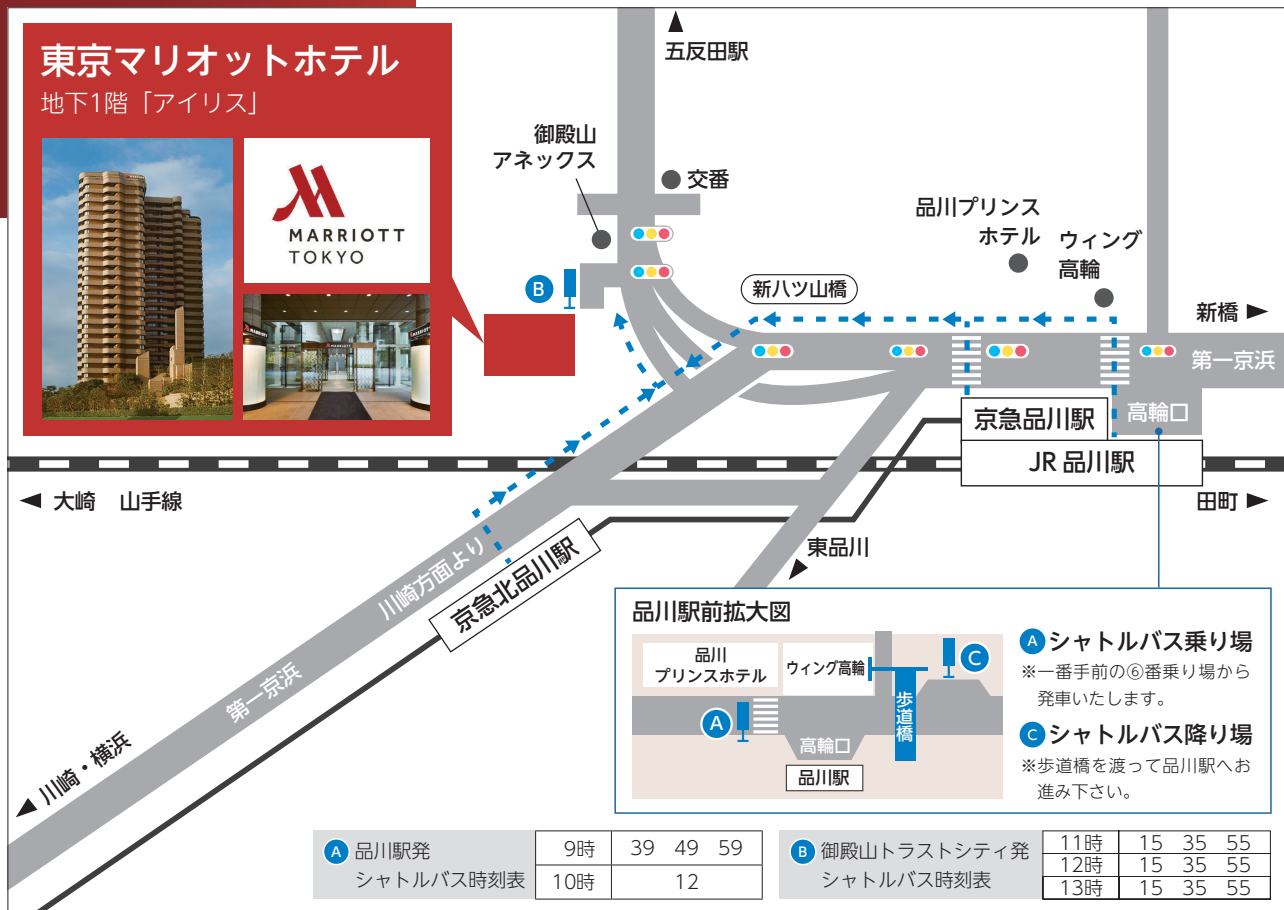 東京マリオットホテル
地下1階「アイリス」
MARRIOTT
TOKYO
MARRIOTT
五反田駅
御殿山
アネックス
交番
品川プリンス
ホテル
ウィング
高輪
B
新八ツ山橋
新橋
第一京浜
高輪口
京急品川駅
JR 品川駅
大崎 山手線
田町
東品川
川崎方面より
京急北品川駅
第一京浜
川崎・横浜
品川駅前拡大図
品川
プリンスホテル
ウィング高輪
C
A
歩道橋
高輪口
品川駅
A シャトルバス乗り場
※一番手前の⑥番乗り場から
発車いたします。
C シャトルバス降り場
※歩道橋を渡って品川駅へお
進み下さい。
A 品川駅発
シャトルバス時刻表
9時 39 49 59
10時 12
B 御殿山トラストシティ発
シャトルバス時刻表
11時 15 35 55
12時 15 35 55
13時 15 35 55